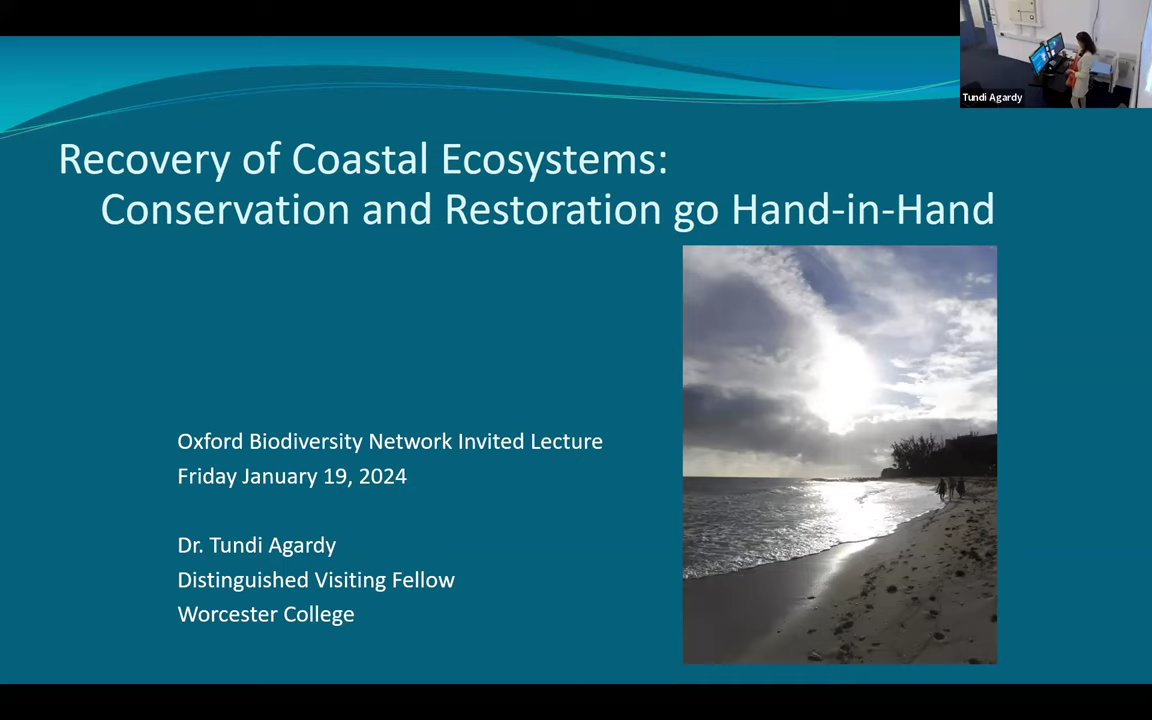 Tundi Agardy
Recovery of Coastal Ecosystems:
Conservation and Restoration go Hand-in-Hand
Oxford Biodiversity Network Invited Lecture
Friday January 19, 2024
Dr. Tundi Agardy
Distinguished Visiting Fellow
Worcester College